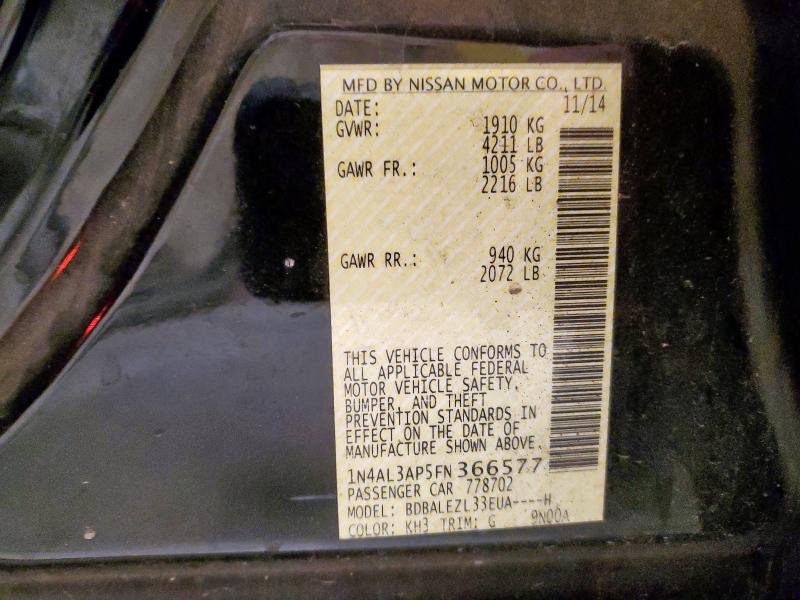 MFD BY NISSAN MOTOR CO., LTD.
DATE: 11/14
GVWR: 1910 KG
4211 LB
GAWR FR.: 1005 KG
2216 LB
GAWR RR.: 940 KG
2072 LB
THIS VEHICLE CONFORMS TO
ALL APPLICABLE FEDERAL
MOTOR VEHICLE SAFETY,
BUMPER, AND THEFT
PREVENTION STANDARDS IN
EFFECT ON THE DATE OF
MANUFACTURE SHOWN ABOVE.
1N4AL3AP5FN366577
PASSENGER CAR 778702
MODEL: BDBALEZL33EUA----H
COLOR: KH3 TRIM: G 9N00A